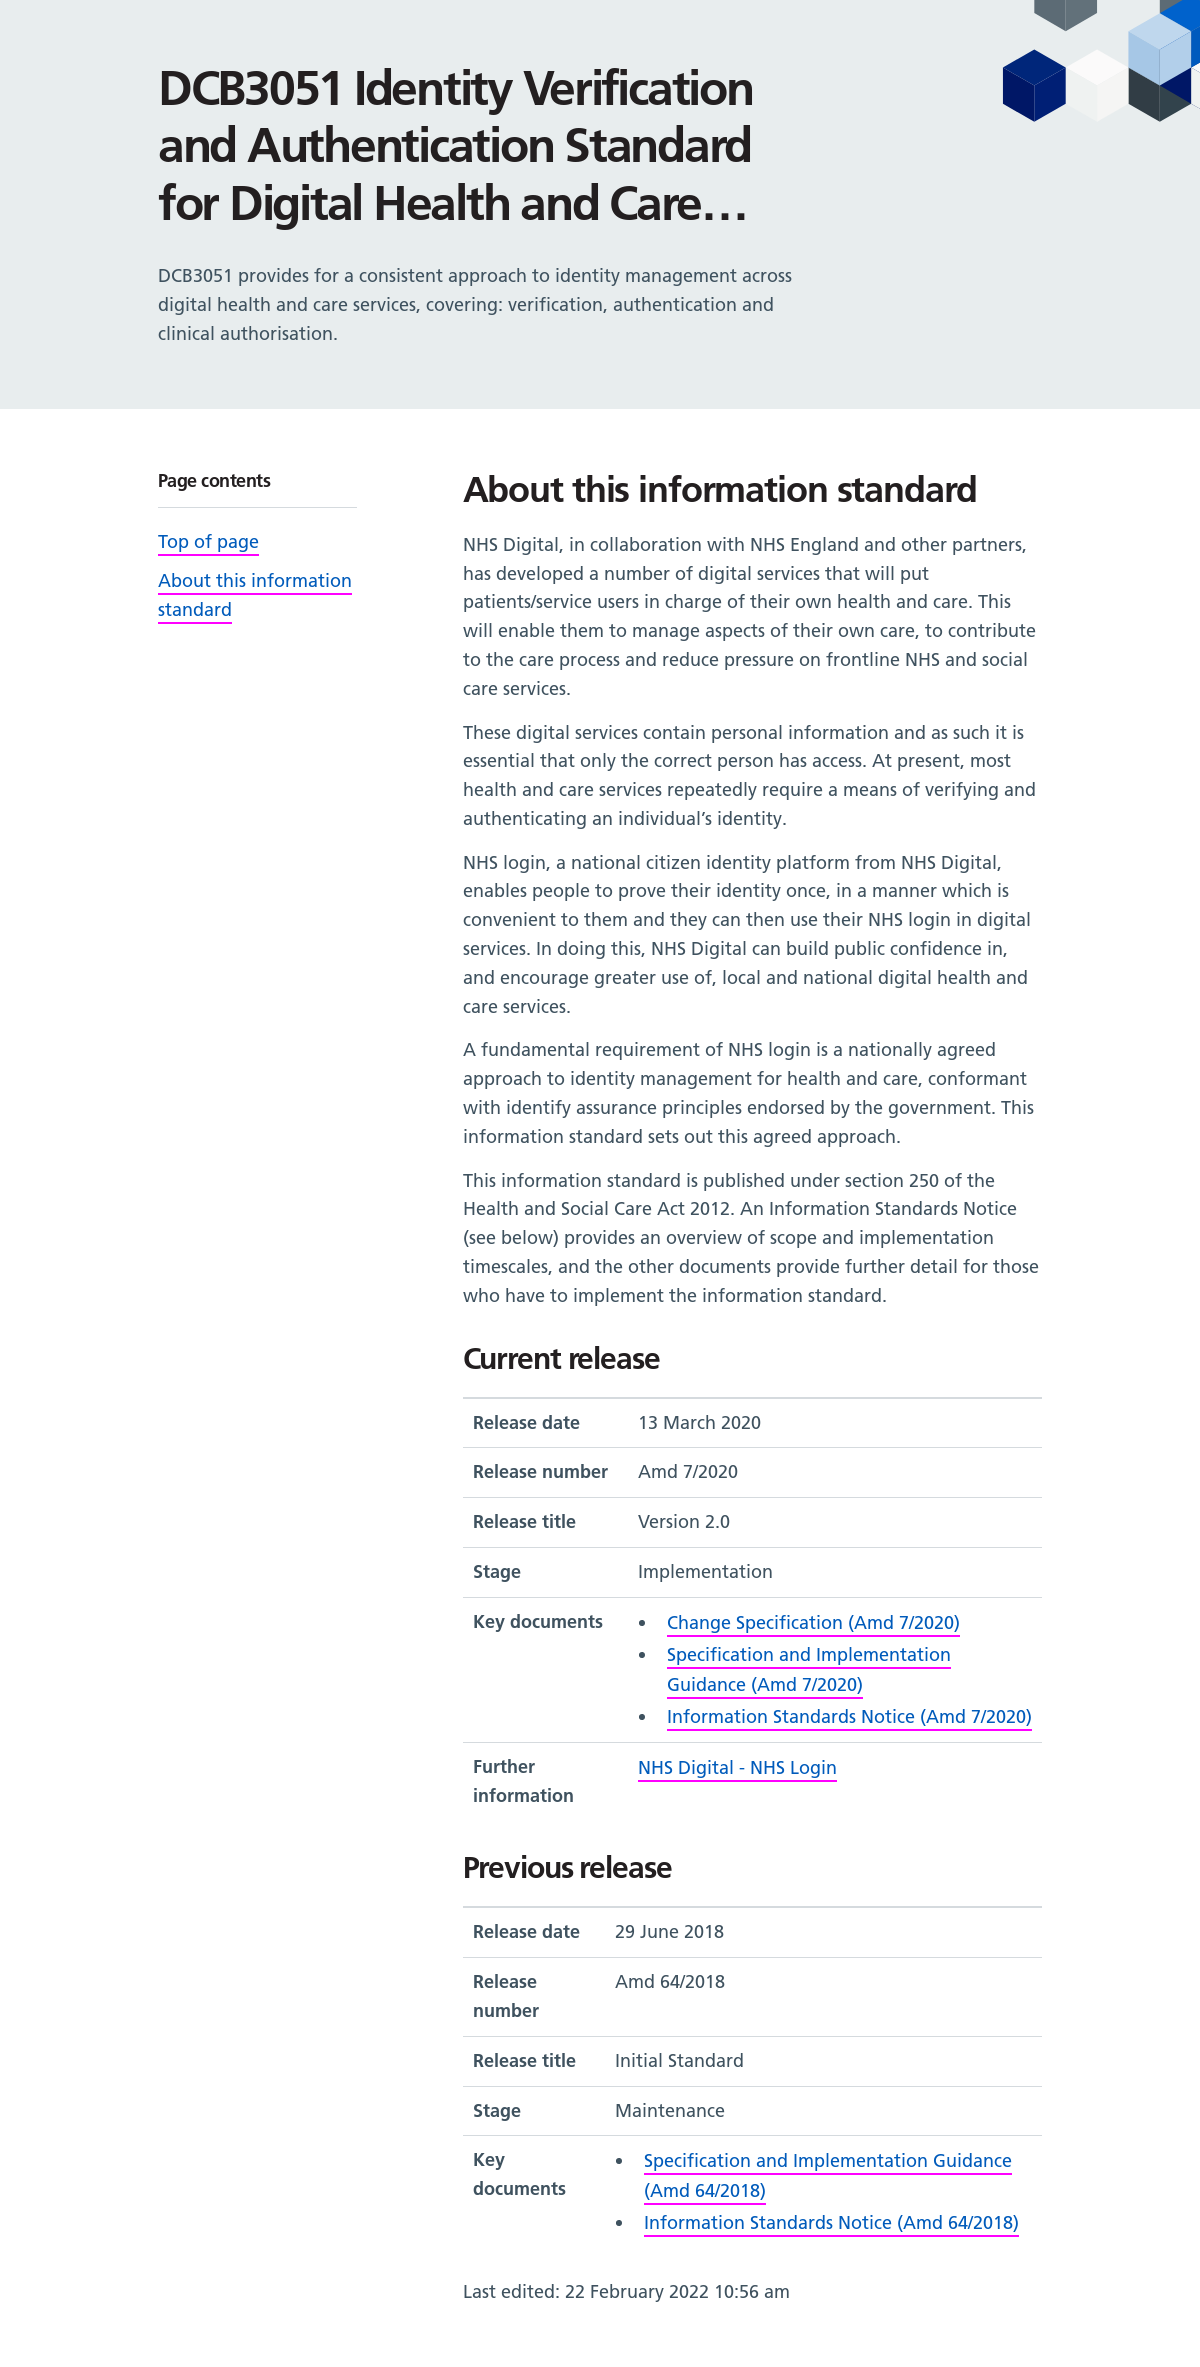 DCB3051 Identity Verification
and Authentication Standard
for Digital Health and Care…
DCB3051 provides for a consistent approach to identity management across
digital health and care services, covering: verification, authentication and
clinical authorisation.
Page contents
Top of page
About this information
standard
About this information standard
NHS Digital, in collaboration with NHS England and other partners,
has developed a number of digital services that will put
patients/service users in charge of their own health and care. This
will enable them to manage aspects of their own care, to contribute
to the care process and reduce pressure on frontline NHS and social
care services.
These digital services contain personal information and as such it is
essential that only the correct person has access. At present, most
health and care services repeatedly require a means of verifying and
authenticating an individual’s identity.
NHS login, a national citizen identity platform from NHS Digital,
enables people to prove their identity once, in a manner which is
convenient to them and they can then use their NHS login in digital
services. In doing this, NHS Digital can build public confidence in,
and encourage greater use of, local and national digital health and
care services.
A fundamental requirement of NHS login is a nationally agreed
approach to identity management for health and care, conformant
with identify assurance principles endorsed by the government. This
information standard sets out this agreed approach.
This information standard is published under section 250 of the
Health and Social Care Act 2012. An Information Standards Notice
(see below) provides an overview of scope and implementation
timescales, and the other documents provide further detail for those
who have to implement the information standard.
Current release
Release date 13 March 2020
Release number Amd 7/2020
Release title Version 2.0
Stage Implementation
Key documents • Change Specification (Amd 7/2020)
• Specification and Implementation
Guidance (Amd 7/2020)
• Information Standards Notice (Amd 7/2020)
Further NHS Digital - NHS Login
information
Previous release
Release date 29 June 2018
Release Amd 64/2018
number
Release title Initial Standard
Stage Maintenance
Key • Specification and Implementation Guidance
documents (Amd 64/2018)
• Information Standards Notice (Amd 64/2018)
Last edited: 22 February 2022 10:56 am